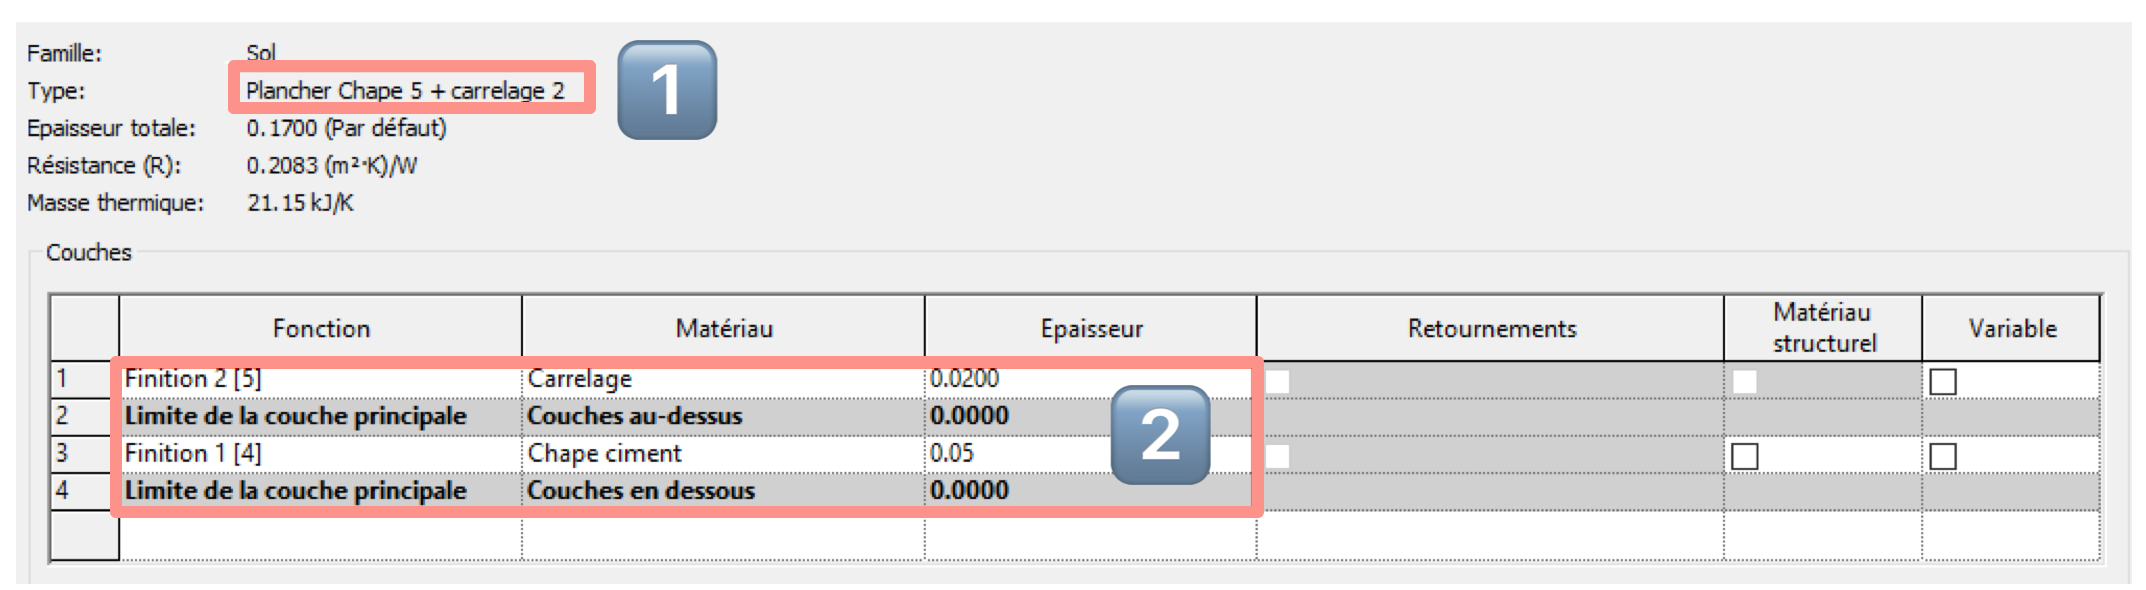 Famille: Sol
Type: Plancher Chape 5 + carrelage 2
Epaisseur totale: 0.1700 (Par défaut)
Résistance (R): 0.2083 (m²·K)/W
Masse thermique: 21.15 kJ/K
1
Couches
Fonction Matériau Epaisseur Retournements Matériau structurel Variable
1 Finition 2 [5] Carrelage 0.0200
2 Limite de la couche principale Couches au-dessus 0.0000
3 Finition 1 [4] Chape ciment 0.05
4 Limite de la couche principale Couches en dessous 0.0000
2